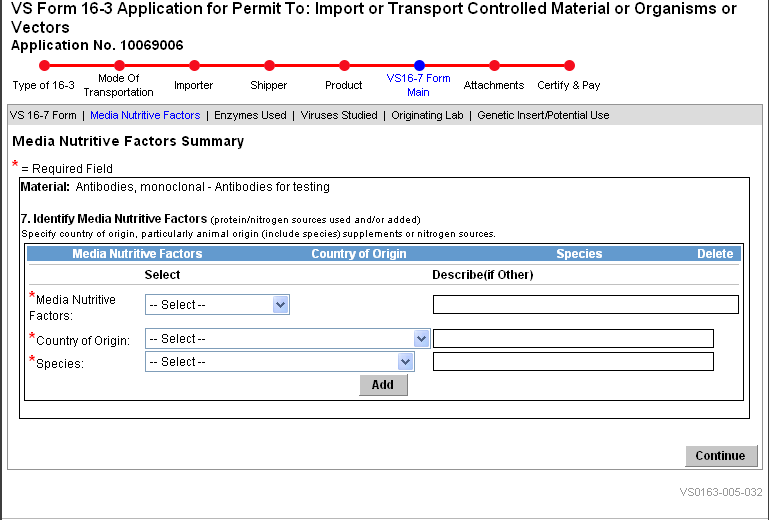 VS Form 16-3 Application for Permit To: Import or Transport Controlled Material or Organisms or
Vectors
Application No. 10069006
Type of 16-3
Mode Of
Transportation
Importer
Shipper
Product
VS16-7 Form
Main
Attachments
Certify & Pay
VS 16-7 Form | Media Nutritive Factors | Enzymes Used | Viruses Studied | Originating Lab | Genetic Insert/Potential Use
Media Nutritive Factors Summary
* = Required Field
Material: Antibodies, monoclonal - Antibodies for testing
7. Identify Media Nutritive Factors (protein/nitrogen sources used and/or added)
Specify country of origin, particularly animal origin (include species) supplements or nitrogen sources.
Media Nutritive Factors Country of Origin Species Delete
Select Describe(if Other)
*Media Nutritive
Factors: -- Select --
*Country of Origin: -- Select --
*Species: -- Select --
Add
Continue
VS0163-005-032